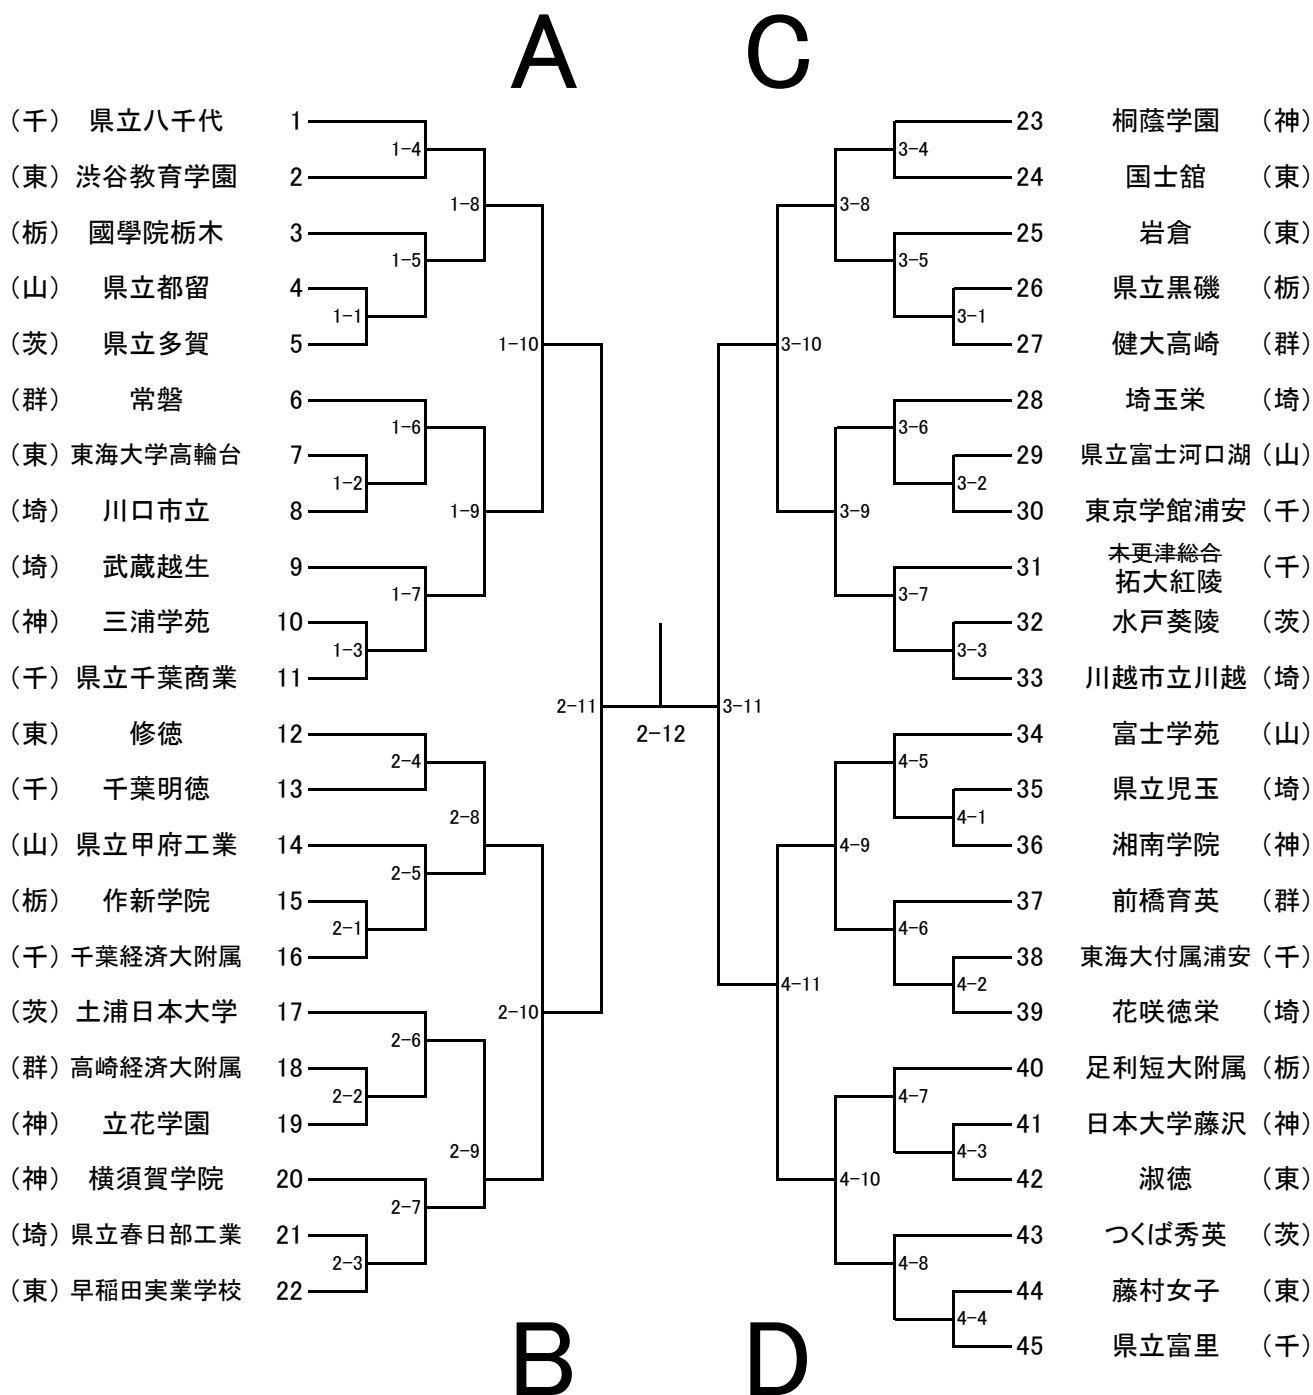 A
C
(千) 県立八千代 1
(東) 渋谷教育学園 2
(栃) 國學院栃木 3
(山) 県立都留 4
(茨) 県立多賀 5
(群) 常磐 6
(東) 東海大学高輪台 7
(埼) 川口市立 8
(埼) 武蔵越生 9
(神) 三浦学苑 10
(千) 県立千葉商業 11
(東) 修徳 12
(千) 千葉明徳 13
(山) 県立甲府工業 14
(栃) 作新学院 15
(千) 千葉経済大附属 16
(茨) 土浦日本大学 17
(群) 高崎経済大附属 18
(神) 立花学園 19
(神) 横須賀学院 20
(埼) 県立春日部工業 21
(東) 早稲田実業学校 22
1-4
1-8
1-5
1-1
1-10
1-6
1-2
1-9
1-7
1-3
2-11
2-4
2-8
2-5
2-1
2-10
2-6
2-2
2-9
2-7
2-3
2-12
3-4
3-8
3-5
3-1
3-10
3-6
3-2
3-9
3-7
3-3
3-11
4-5
4-1
4-9
4-6
4-2
4-11
4-7
4-3
4-10
4-8
4-4
23 桐蔭学園 (神)
24 国士舘 (東)
25 岩倉 (東)
26 県立黒磯 (栃)
27 健大高崎 (群)
28 埼玉栄 (埼)
29 県立富士河口湖 (山)
30 東京学館浦安 (千)
木更津総合
31 拓大紅陵 (千)
32 水戸葵陵 (茨)
33 川越市立川越 (埼)
34 富士学苑 (山)
35 県立児玉 (埼)
36 湘南学院 (神)
37 前橋育英 (群)
38 東海大付属浦安 (千)
39 花咲徳栄 (埼)
40 足利短大附属 (栃)
41 日本大学藤沢 (神)
42 淑徳 (東)
43 つくば秀英 (茨)
44 藤村女子 (東)
45 県立富里 (千)
B
D